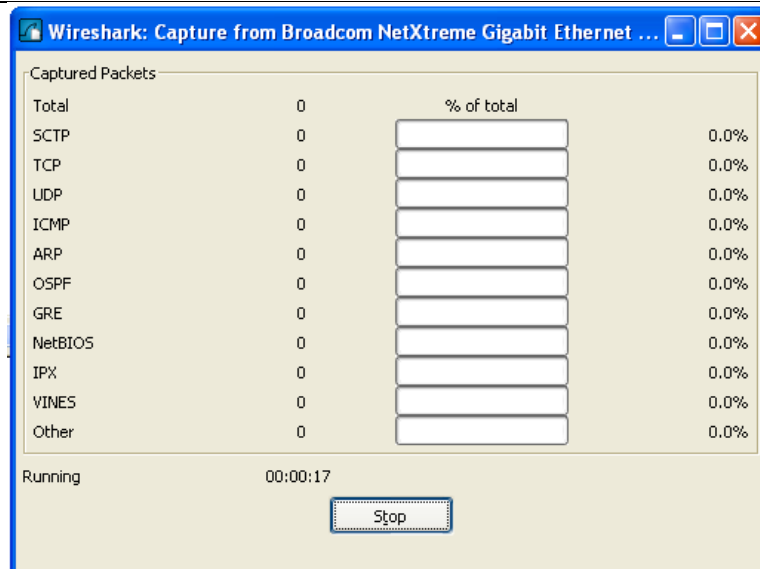 Wireshark: Capture from Broadcom NetXtreme Gigabit Ethernet ...
Captured Packets
Total 0 % of total
SCTP 0 0.0%
TCP 0 0.0%
UDP 0 0.0%
ICMP 0 0.0%
ARP 0 0.0%
OSPF 0 0.0%
GRE 0 0.0%
NetBIOS 0 0.0%
IPX 0 0.0%
VINES 0 0.0%
Other 0 0.0%
Running 00:00:17
Stop